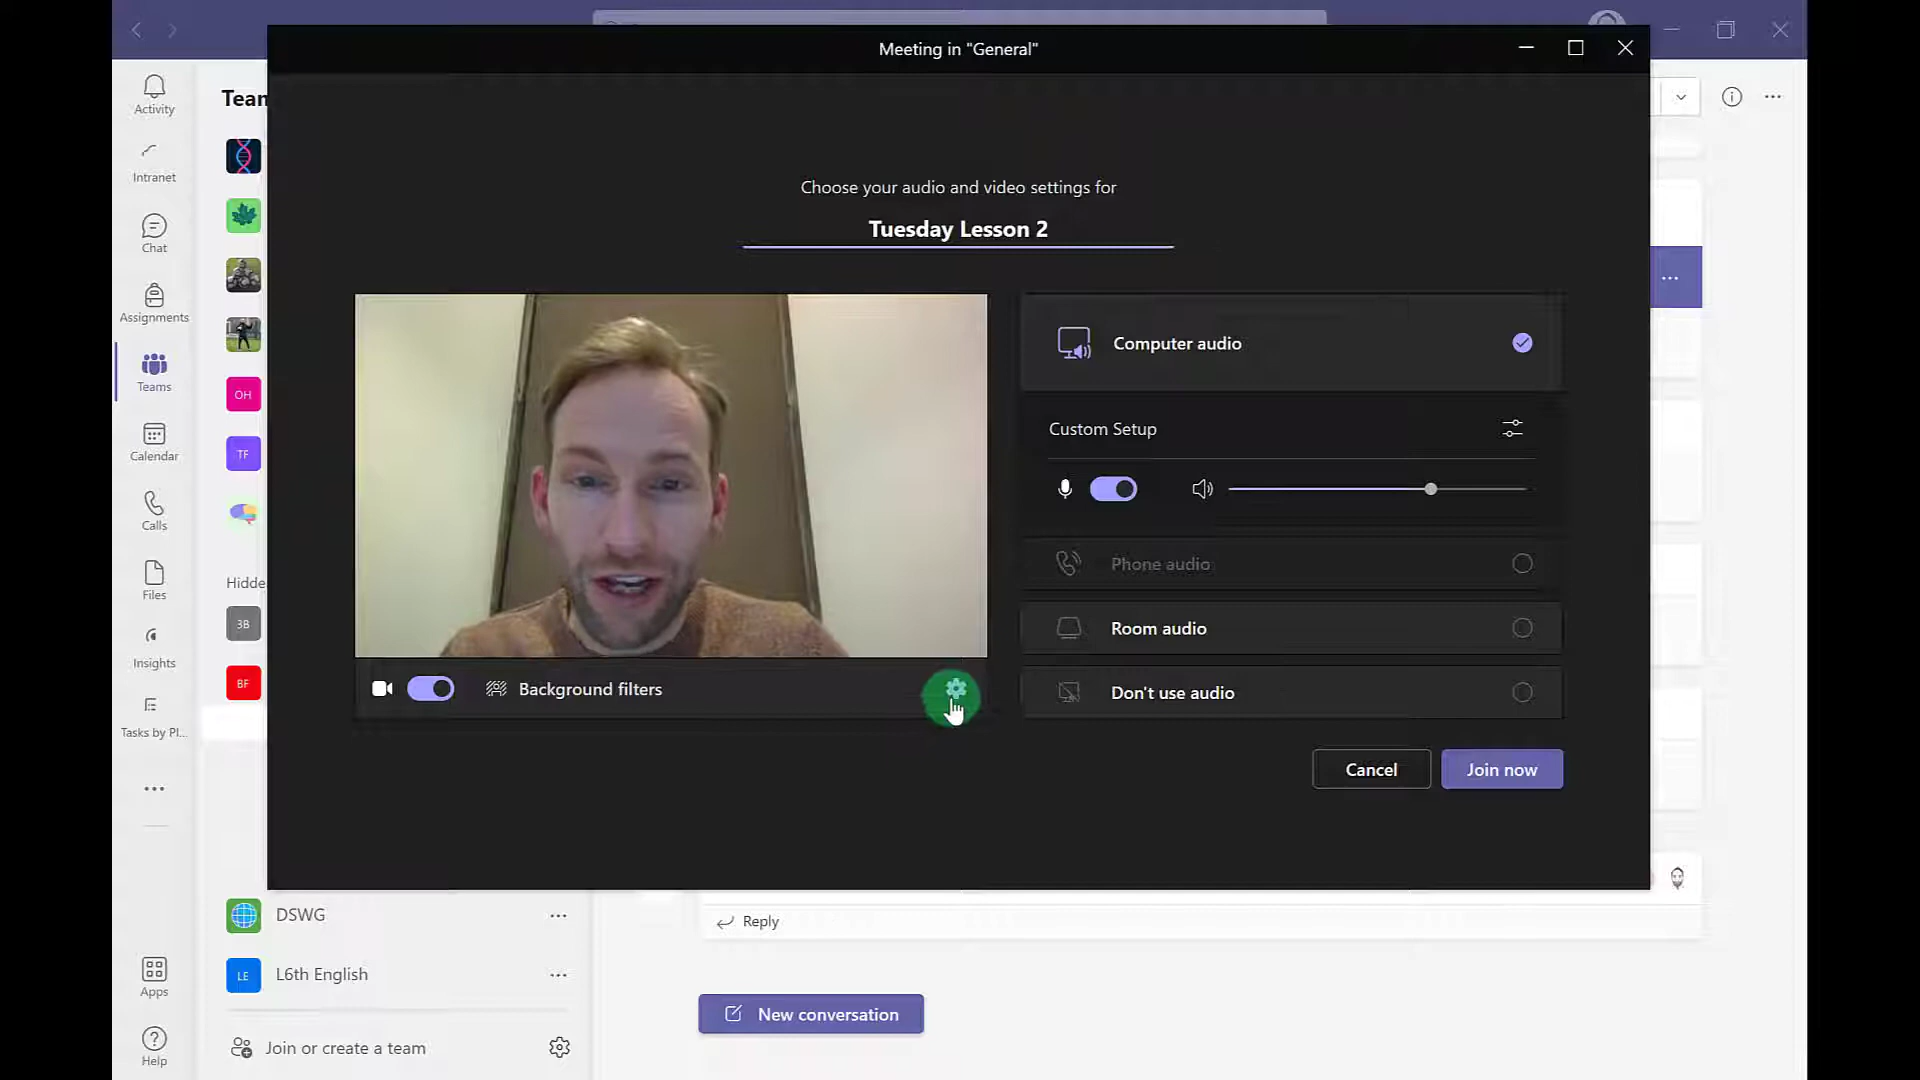 Meeting in "General"
Activity
Intranet
Chat
Assignments
Teams
Calendar
Calls
Files
Insights
Tasks by Pl...
Apps
Help
OH
TF
3B
BF
DSWG
LE
L6th English
Join or create a team
Choose your audio and video settings for
Tuesday Lesson 2
Background filters
Computer audio
Custom Setup
Phone audio
Room audio
Don't use audio
Cancel
Join now
Reply
New conversation